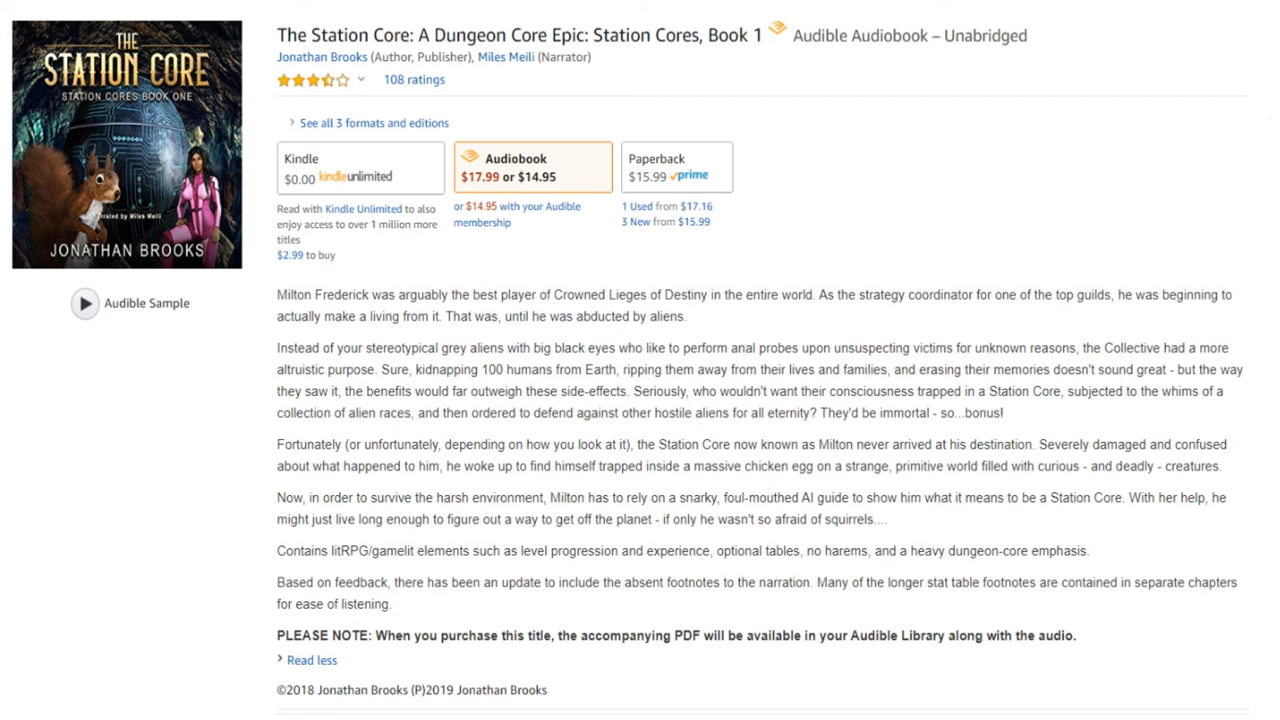 THE
STATION CORE
STATION CORES BOOK ONE
Narrated by Miles Meili
JONATHAN BROOKS
Audible Sample
The Station Core: A Dungeon Core Epic: Station Cores, Book 1 Audible Audiobook – Unabridged
Jonathan Brooks (Author, Publisher), Miles Meili (Narrator)
108 ratings
See all 3 formats and editions
Kindle
$0.00 kindleunlimited
Read with Kindle Unlimited to also
enjoy access to over 1 million more
titles
$2.99 to buy
Audiobook
$17.99 or $14.95
or $14.95 with your Audible
membership
Paperback
$15.99 prime
1 Used from $17.16
3 New from $15.99
Milton Frederick was arguably the best player of Crowned Lieges of Destiny in the entire world. As the strategy coordinator for one of the top guilds, he was beginning to
actually make a living from it. That was, until he was abducted by aliens.
Instead of your stereotypical grey aliens with big black eyes who like to perform anal probes upon unsuspecting victims for unknown reasons, the Collective had a more
altruistic purpose. Sure, kidnapping 100 humans from Earth, ripping them away from their lives and families, and erasing their memories doesn't sound great - but the way
they saw it, the benefits would far outweigh these side-effects. Seriously, who wouldn't want their consciousness trapped in a Station Core, subjected to the whims of a
collection of alien races, and then ordered to defend against other hostile aliens for all eternity? They'd be immortal - so...bonus!
Fortunately (or unfortunately, depending on how you look at it), the Station Core now known as Milton never arrived at his destination. Severely damaged and confused
about what happened to him, he woke up to find himself trapped inside a massive chicken egg on a strange, primitive world filled with curious - and deadly - creatures.
Now, in order to survive the harsh environment, Milton has to rely on a snarky, foul-mouthed AI guide to show him what it means to be a Station Core. With her help, he
might just live long enough to figure out a way to get off the planet - if only he wasn't so afraid of squirrels....
Contains litRPG/gamelit elements such as level progression and experience, optional tables, no harems, and a heavy dungeon-core emphasis.
Based on feedback, there has been an update to include the absent footnotes to the narration. Many of the longer stat table footnotes are contained in separate chapters
for ease of listening.
PLEASE NOTE: When you purchase this title, the accompanying PDF will be available in your Audible Library along with the audio.
Read less
©2018 Jonathan Brooks (P)2019 Jonathan Brooks